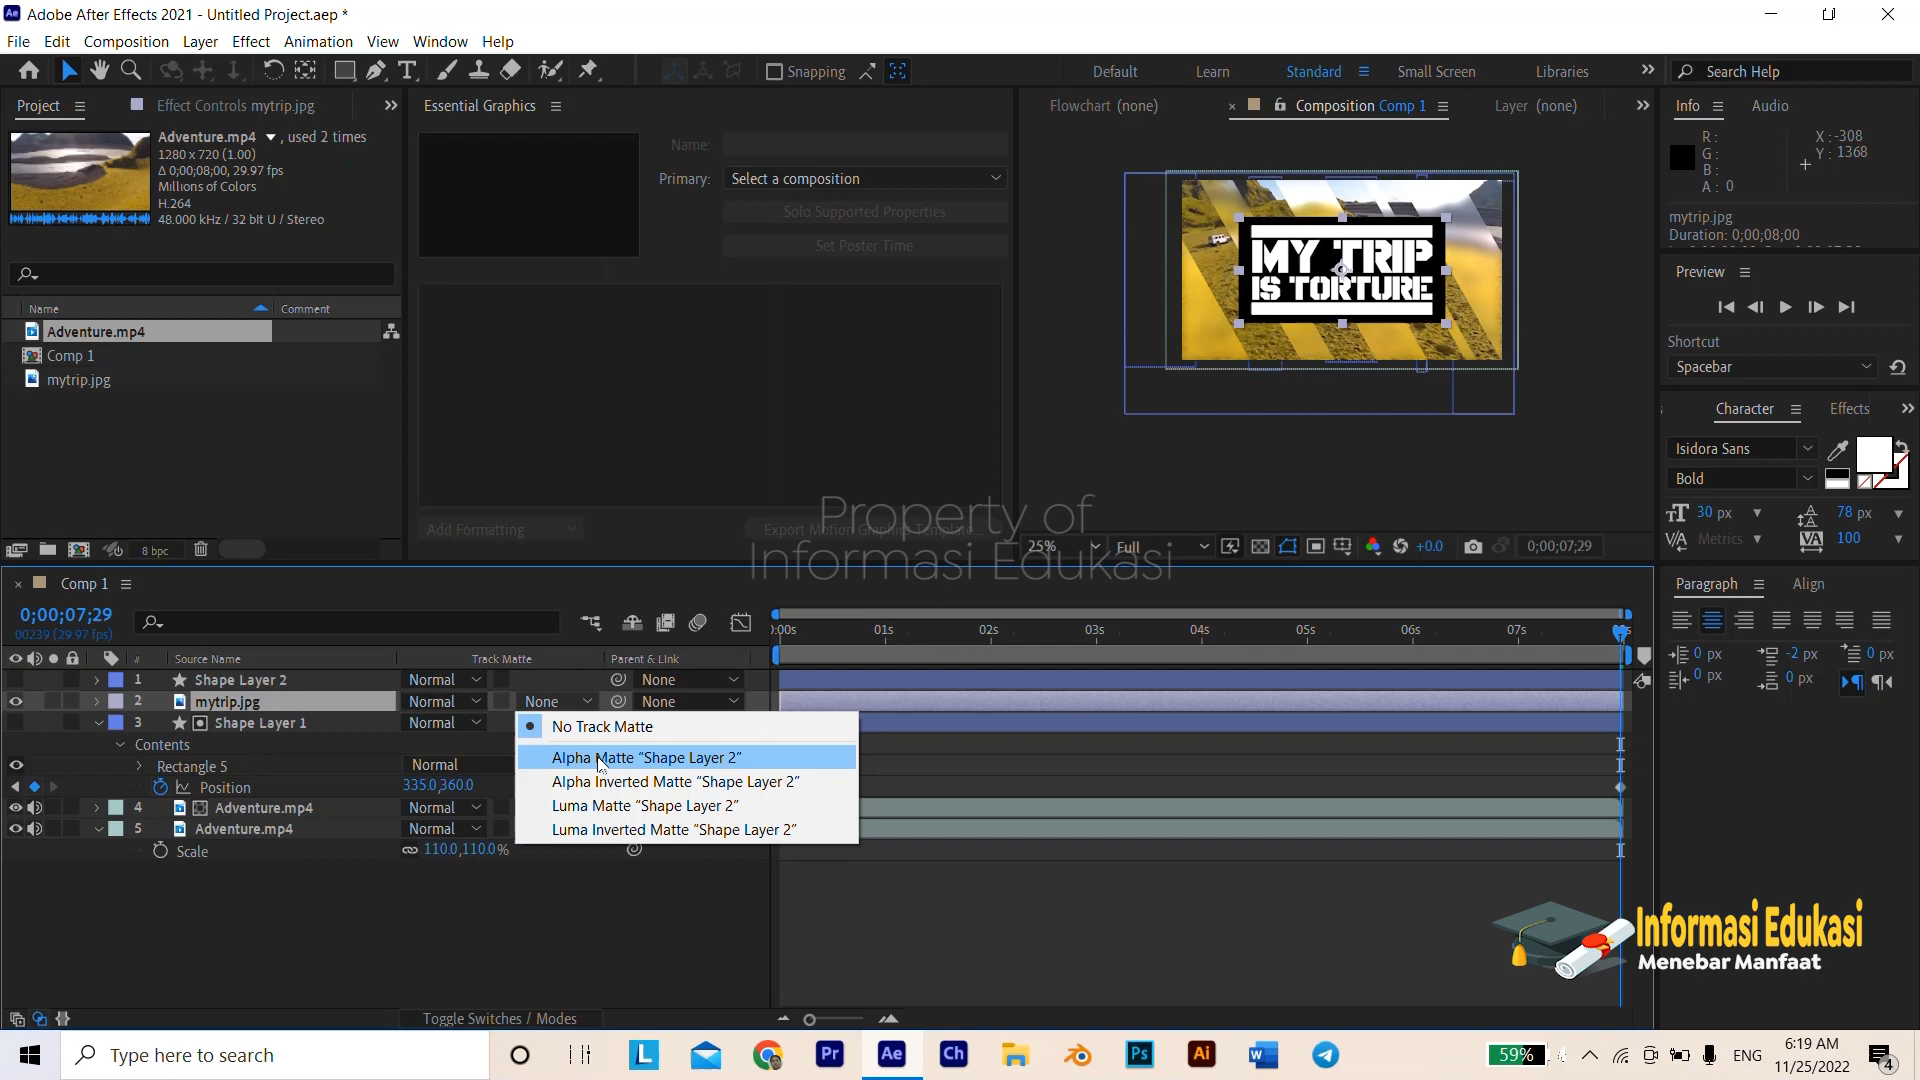 Adobe After Effects 2021 - Untitled Project.aep *
File Edit Composition Layer Effect Animation View Window Help
Snapping
Default Learn Standard Small Screen Libraries
Search Help
Project
Effect Controls mytrip.jpg
Essential Graphics
Flowchart (none)
Composition Comp 1
Layer (none)
Info Audio
Adventure.mp4 , used 2 times
1280 x 720 (1.00)
Δ 0;00;08;00, 29.97 fps
Millions of Colors
H.264
48.000 kHz / 32 bit U / Stereo
Name:
Primary: Select a composition
Solo Supported Properties
Set Poster Time
MY TRIP
IS TORTURE
R :
G :
B :
A : 0
X : -308
Y : 1368
mytrip.jpg
Duration: 0;00;08;00
Preview
Shortcut
Spacebar
Name Comment
Adventure.mp4
Comp 1
mytrip.jpg
Character Effects
Isidora Sans
Bold
30 px 78 px
Metrics 100
Property of
Informasi Edukasi
Add Formatting
Export Motion Graphics Template...
8 bpc
25% Full +0.0 0;00;07;29
Comp 1
0;00;07;29
00239 (29.97 fps)
:00s 01s 02s 03s 04s 05s 06s 07s
Paragraph Align
0 px -2 px 0 px
0 px 0 px
# Source Name Track Matte Parent & Link
1 Shape Layer 2 Normal None
2 mytrip.jpg Normal None None
3 Shape Layer 1 Normal
Contents
Rectangle 5 Normal
Position 335.0,360.0
4 Adventure.mp4 Normal
5 Adventure.mp4 Normal
Scale 110.0,110.0%
No Track Matte
Alpha Matte “Shape Layer 2”
Alpha Inverted Matte “Shape Layer 2”
Luma Matte “Shape Layer 2”
Luma Inverted Matte “Shape Layer 2”
Informasi Edukasi
Menebar Manfaat
Toggle Switches / Modes
Type here to search
L Pr Ae Ch Ps Ai W
59%
ENG
6:19 AM
11/25/2022
4